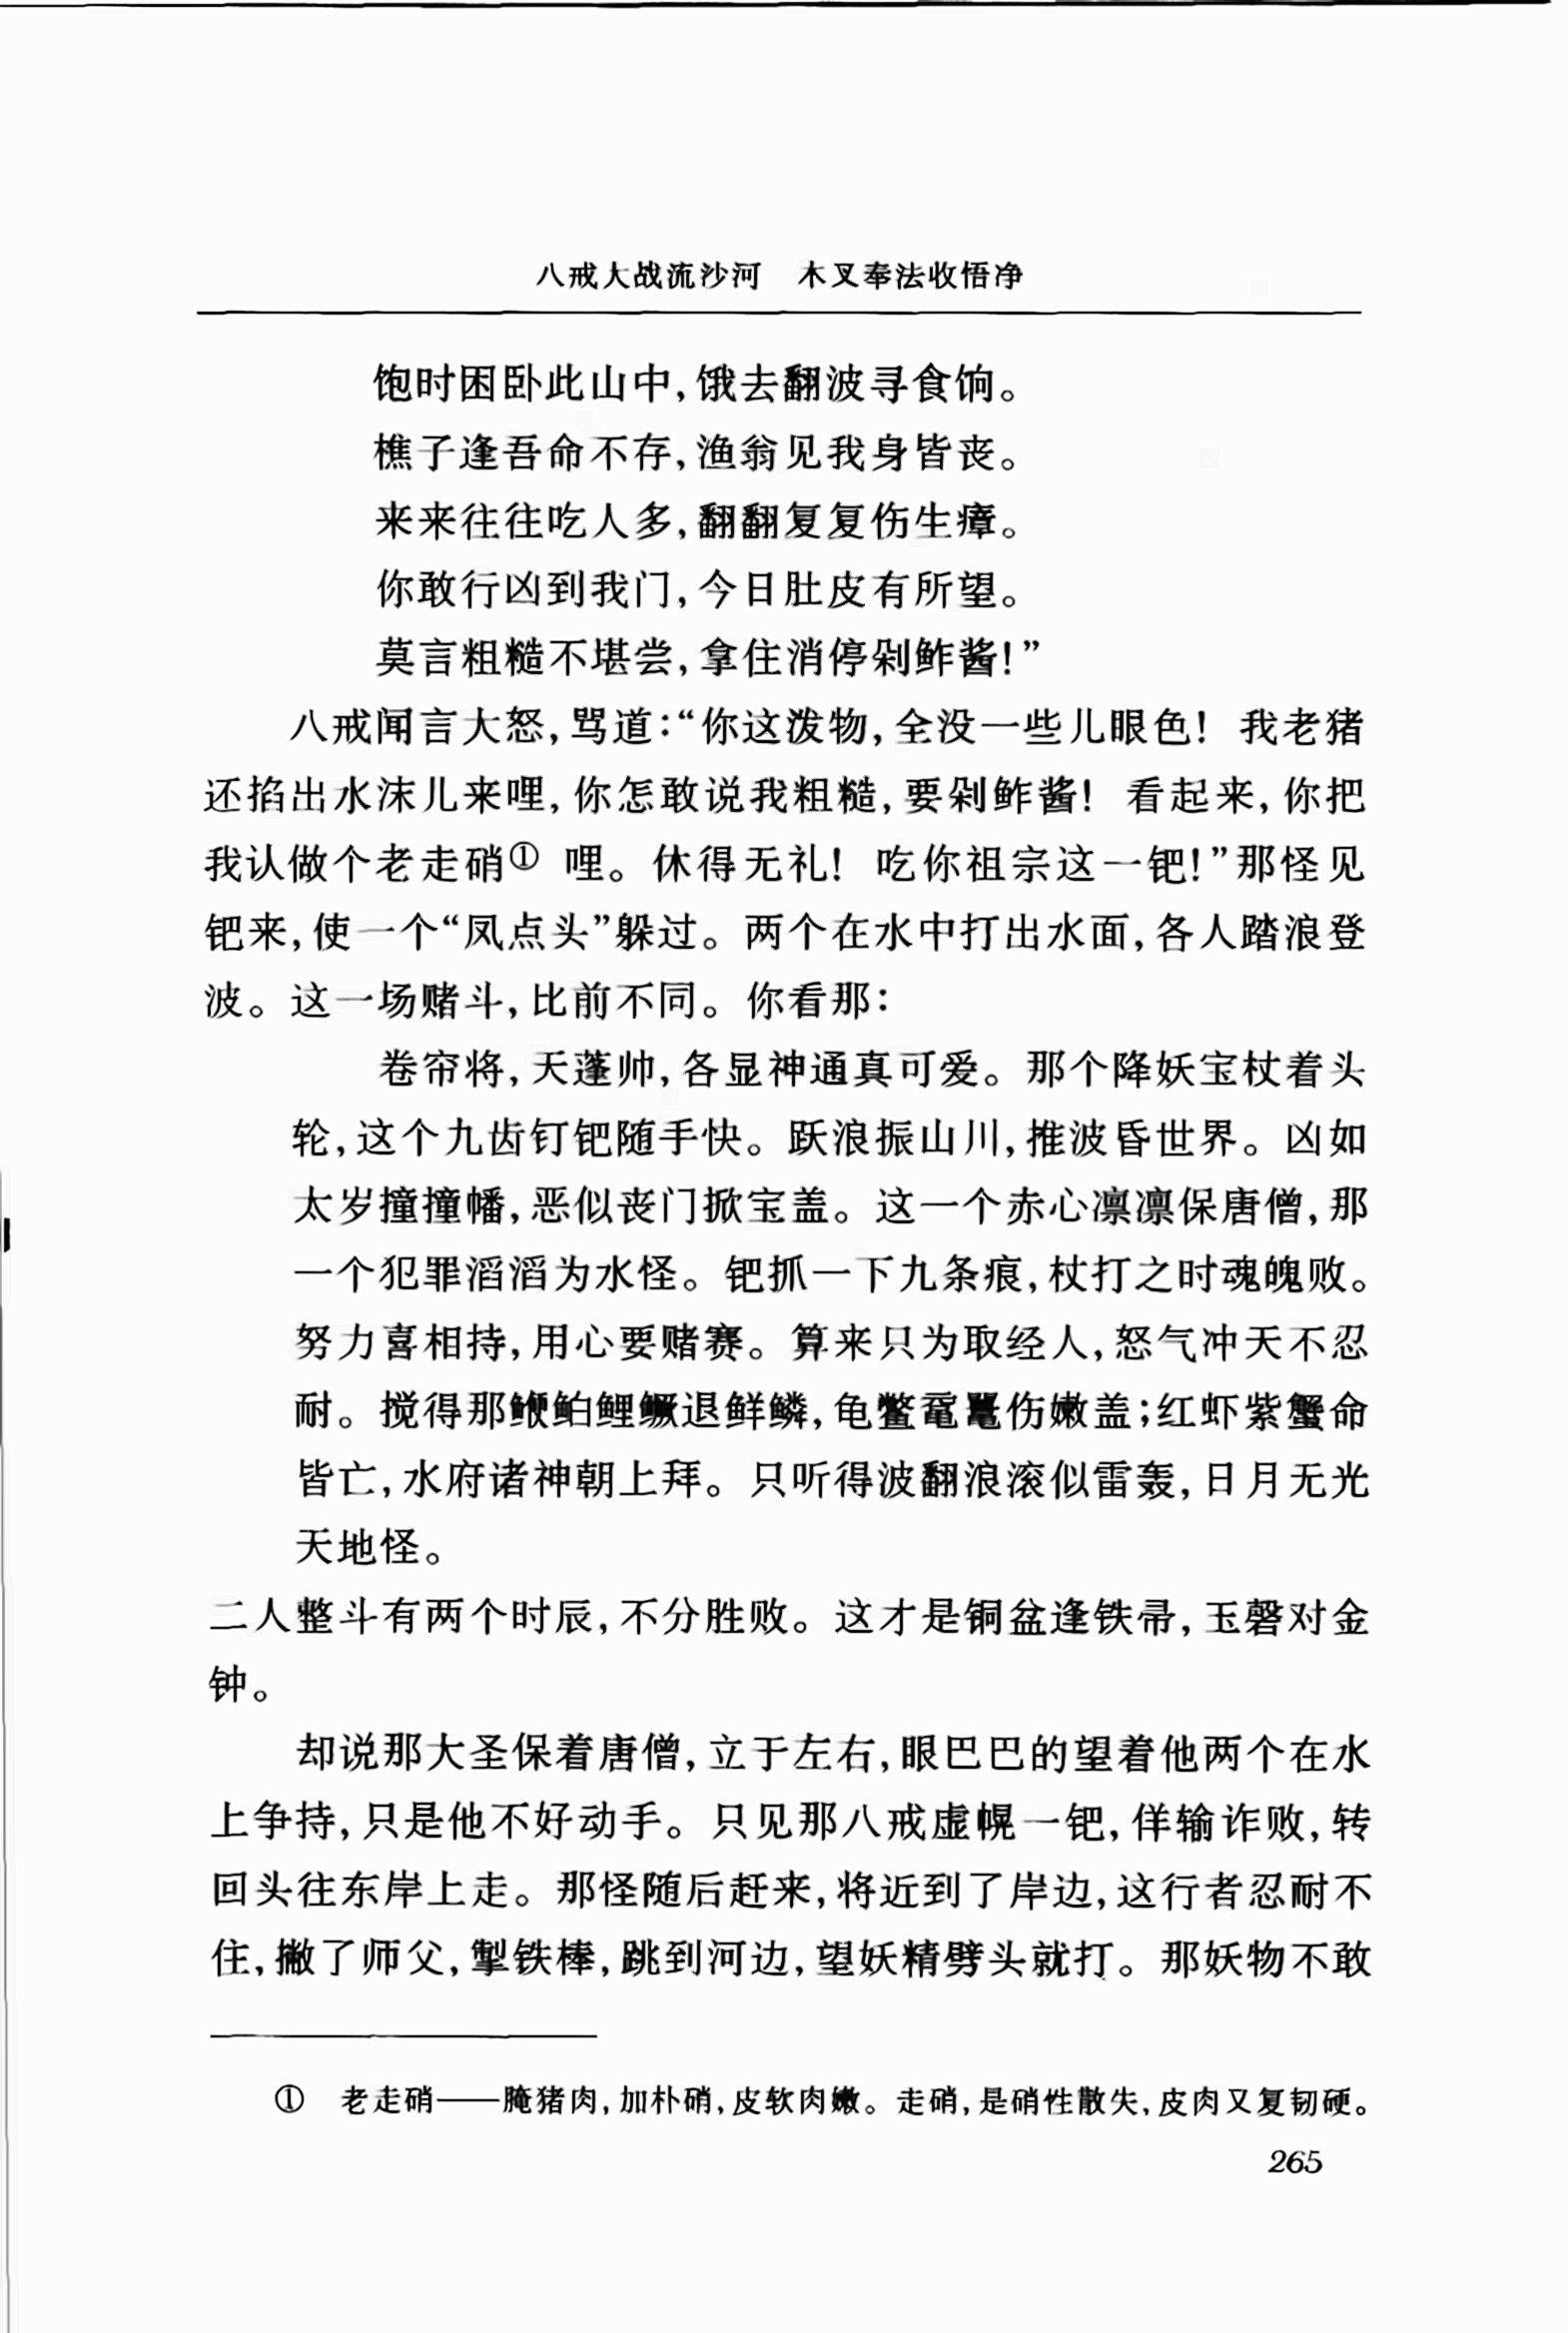 八戒大战流沙河　木叉奉法收悟净
饱时困卧此山中,饿去翻波寻食饷。
樵子逢吾命不存,渔翁见我身皆丧。
来来往往吃人多,翻翻复复伤生瘴。
你敢行凶到我门,今日肚皮有所望。
莫言粗糙不堪尝,拿住消停剁鲊酱!”
八戒闻言大怒,骂道:“你这泼物,全没一些儿眼色! 我老猪
还掐出水沫儿来哩,你怎敢说我粗糙,要剁鲊酱! 看起来,你把
我认做个老走硝① 哩。休得无礼! 吃你祖宗这一钯!”那怪见
钯来,使一个“凤点头”躲过。两个在水中打出水面,各人踏浪登
波。这一场赌斗,比前不同。你看那:
卷帘将,天蓬帅,各显神通真可爱。那个降妖宝杖着头
轮,这个九齿钉钯随手快。跃浪振山川,推波昏世界。凶如
太岁撞撞幡,恶似丧门掀宝盖。这一个赤心凛凛保唐僧,那
一个犯罪滔滔为水怪。钯抓一下九条痕,杖打之时魂魄败。
努力喜相持,用心要赌赛。算来只为取经人,怒气冲天不忍
耐。搅得那鲠鲌鲤鳜退鲜鳞,龟鳖鼋鼍伤嫩盖;红虾紫蟹命
皆亡,水府诸神朝上拜。只听得波翻浪滚似雷轰,日月无光
天地怪。
二人整斗有两个时辰,不分胜败。这才是铜盆逢铁帚,玉磬对金
钟。
却说那大圣保着唐僧,立于左右,眼巴巴的望着他两个在水
上争持,只是他不好动手。只见那八戒虚幌一钯,佯输诈败,转
回头往东岸上走。那怪随后赶来,将近到了岸边,这行者忍耐不
住,撇了师父,掣铁棒,跳到河边,望妖精劈头就打。那妖物不敢
①　老走硝——腌猪肉,加朴硝,皮软肉嫩。走硝,是硝性散失,皮肉又复韧硬。
265